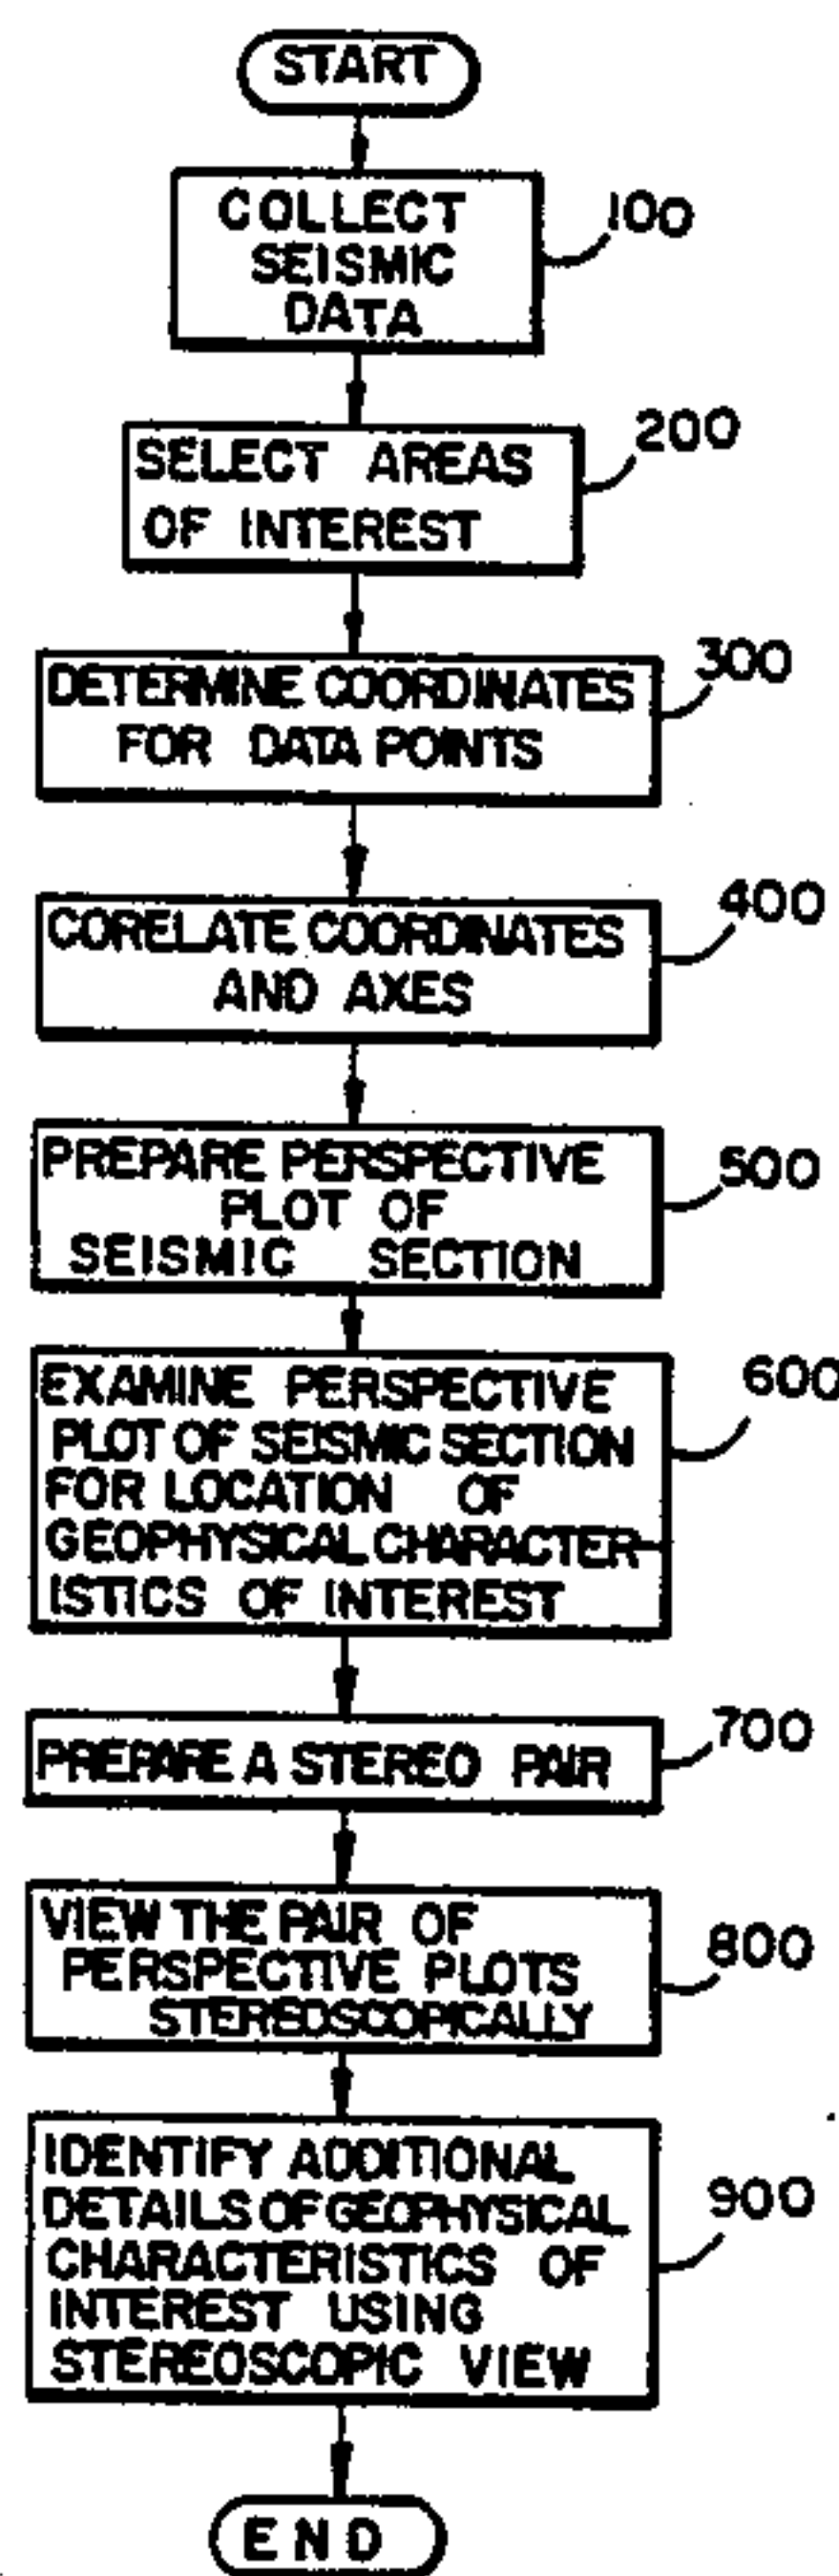 START
COLLECT
SEISMIC
DATA
100
SELECT AREAS
OF INTEREST
200
DETERMINE COORDINATES
FOR DATA POINTS
300
CORELATE COORDINATES
AND AXES
400
PREPARE PERSPECTIVE
PLOT OF
SEISMIC SECTION
500
EXAMINE PERSPECTIVE
PLOT OF SEISMIC SECTION
FOR LOCATION OF
GEOPHYSICAL CHARACTER-
ISTICS OF INTEREST
600
PREPARE A STEREO PAIR
700
VIEW THE PAIR OF
PERSPECTIVE PLOTS
STEREOSCOPICALLY
800
IDENTIFY ADDITIONAL
DETAILS OF GEOPHYSICAL
CHARACTERISTICS OF
INTEREST USING
STEREOSCOPIC VIEW
900
END